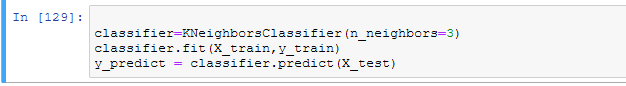 In [129]:
classifier=KNeighborsClassifier(n_neighbors=3)
classifier.fit(X_train,y_train)
y_predict = classifier.predict(X_test)